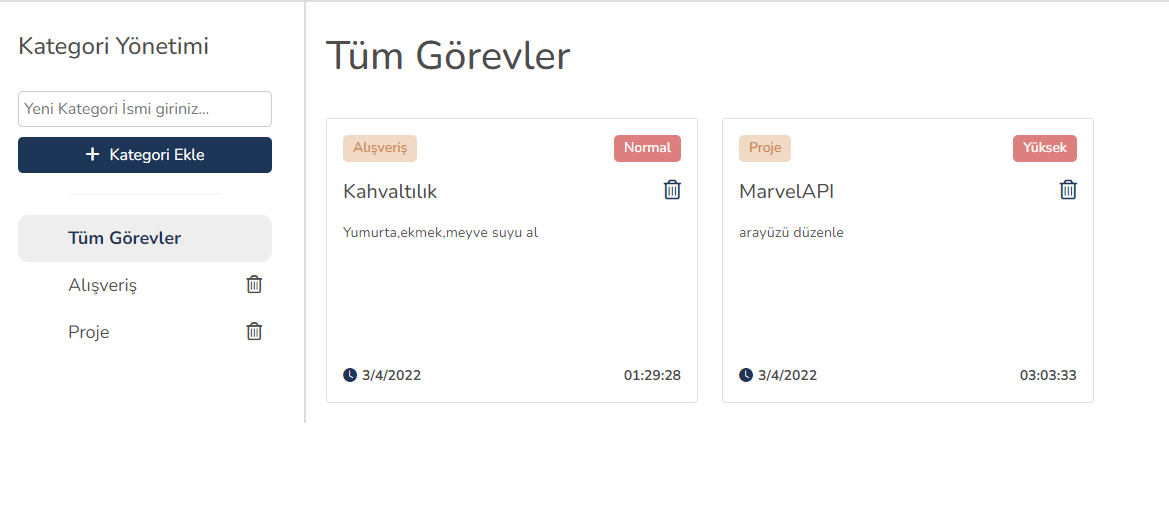 Kategori Yönetimi
Yeni Kategori İsmi giriniz...
+ Kategori Ekle
Tüm Görevler
Alışveriş
Proje
Tüm Görevler
Alışveriş Normal
Kahvaltılık
Yumurta,ekmek,meyve suyu al
3/4/2022 01:29:28
Proje Yüksek
MarvelAPI
arayüzü düzenle
3/4/2022 03:03:33